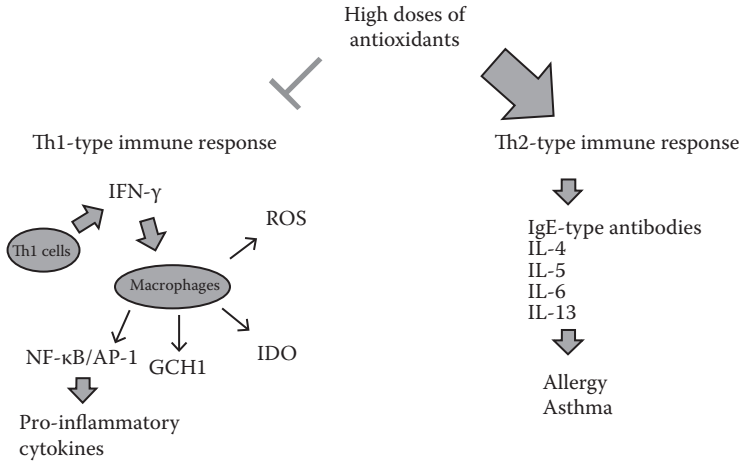 High doses of
antioxidants
Th1-type immune response
IFN-γ
Th1 cells
Macrophages
ROS
NF-κB/AP-1
GCH1
IDO
Pro-inflammatory
cytokines
Th2-type immune response
IgE-type antibodies
IL-4
IL-5
IL-6
IL-13
Allergy
Asthma